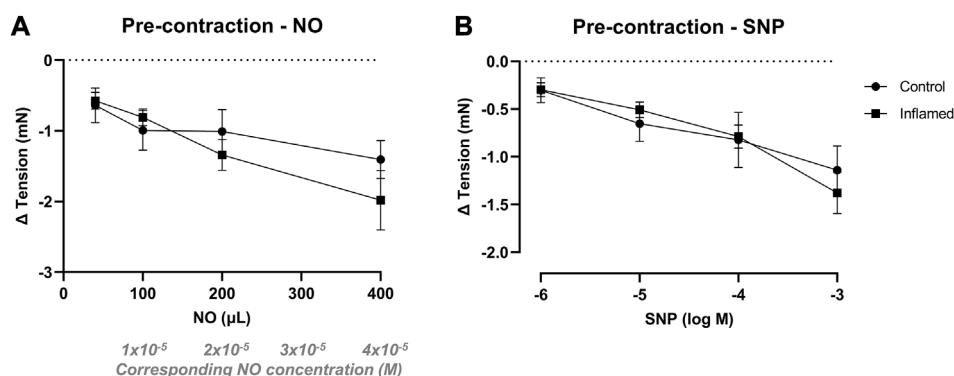 A
Pre-contraction - NO
Δ Tension (mN)
0
-1
-2
-3
0 100 200 300 400
NO (µL)
1x10⁻⁵ 2x10⁻⁵ 3x10⁻⁵ 4x10⁻⁵
Corresponding NO concentration (M)
B
Pre-contraction - SNP
Δ Tension (mN)
0.0
-0.5
-1.0
-1.5
-2.0
-6 -5 -4 -3
SNP (log M)
Control
Inflamed